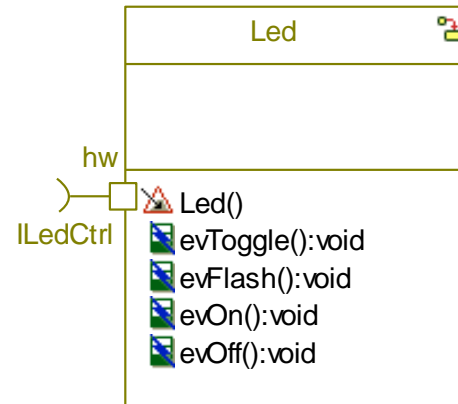 Led
hw
ILedCtrl
Led()
evToggle():void
evFlash():void
evOn():void
evOff():void